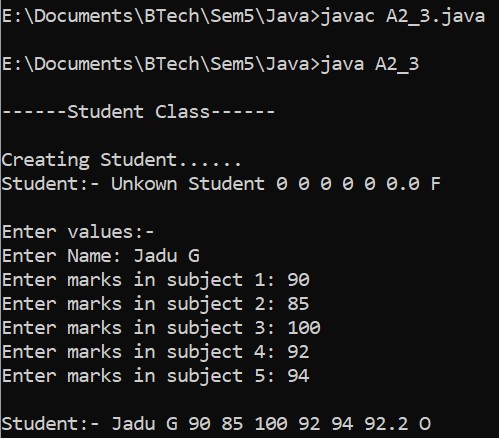 E:\Documents\BTech\Sem5\Java>javac A2_3.java
E:\Documents\BTech\Sem5\Java>java A2_3
------Student Class------
Creating Student......
Student:- Unkown Student 0 0 0 0 0 0.0 F
Enter values:-
Enter Name: Jadu G
Enter marks in subject 1: 90
Enter marks in subject 2: 85
Enter marks in subject 3: 100
Enter marks in subject 4: 92
Enter marks in subject 5: 94
Student:- Jadu G 90 85 100 92 94 92.2 O